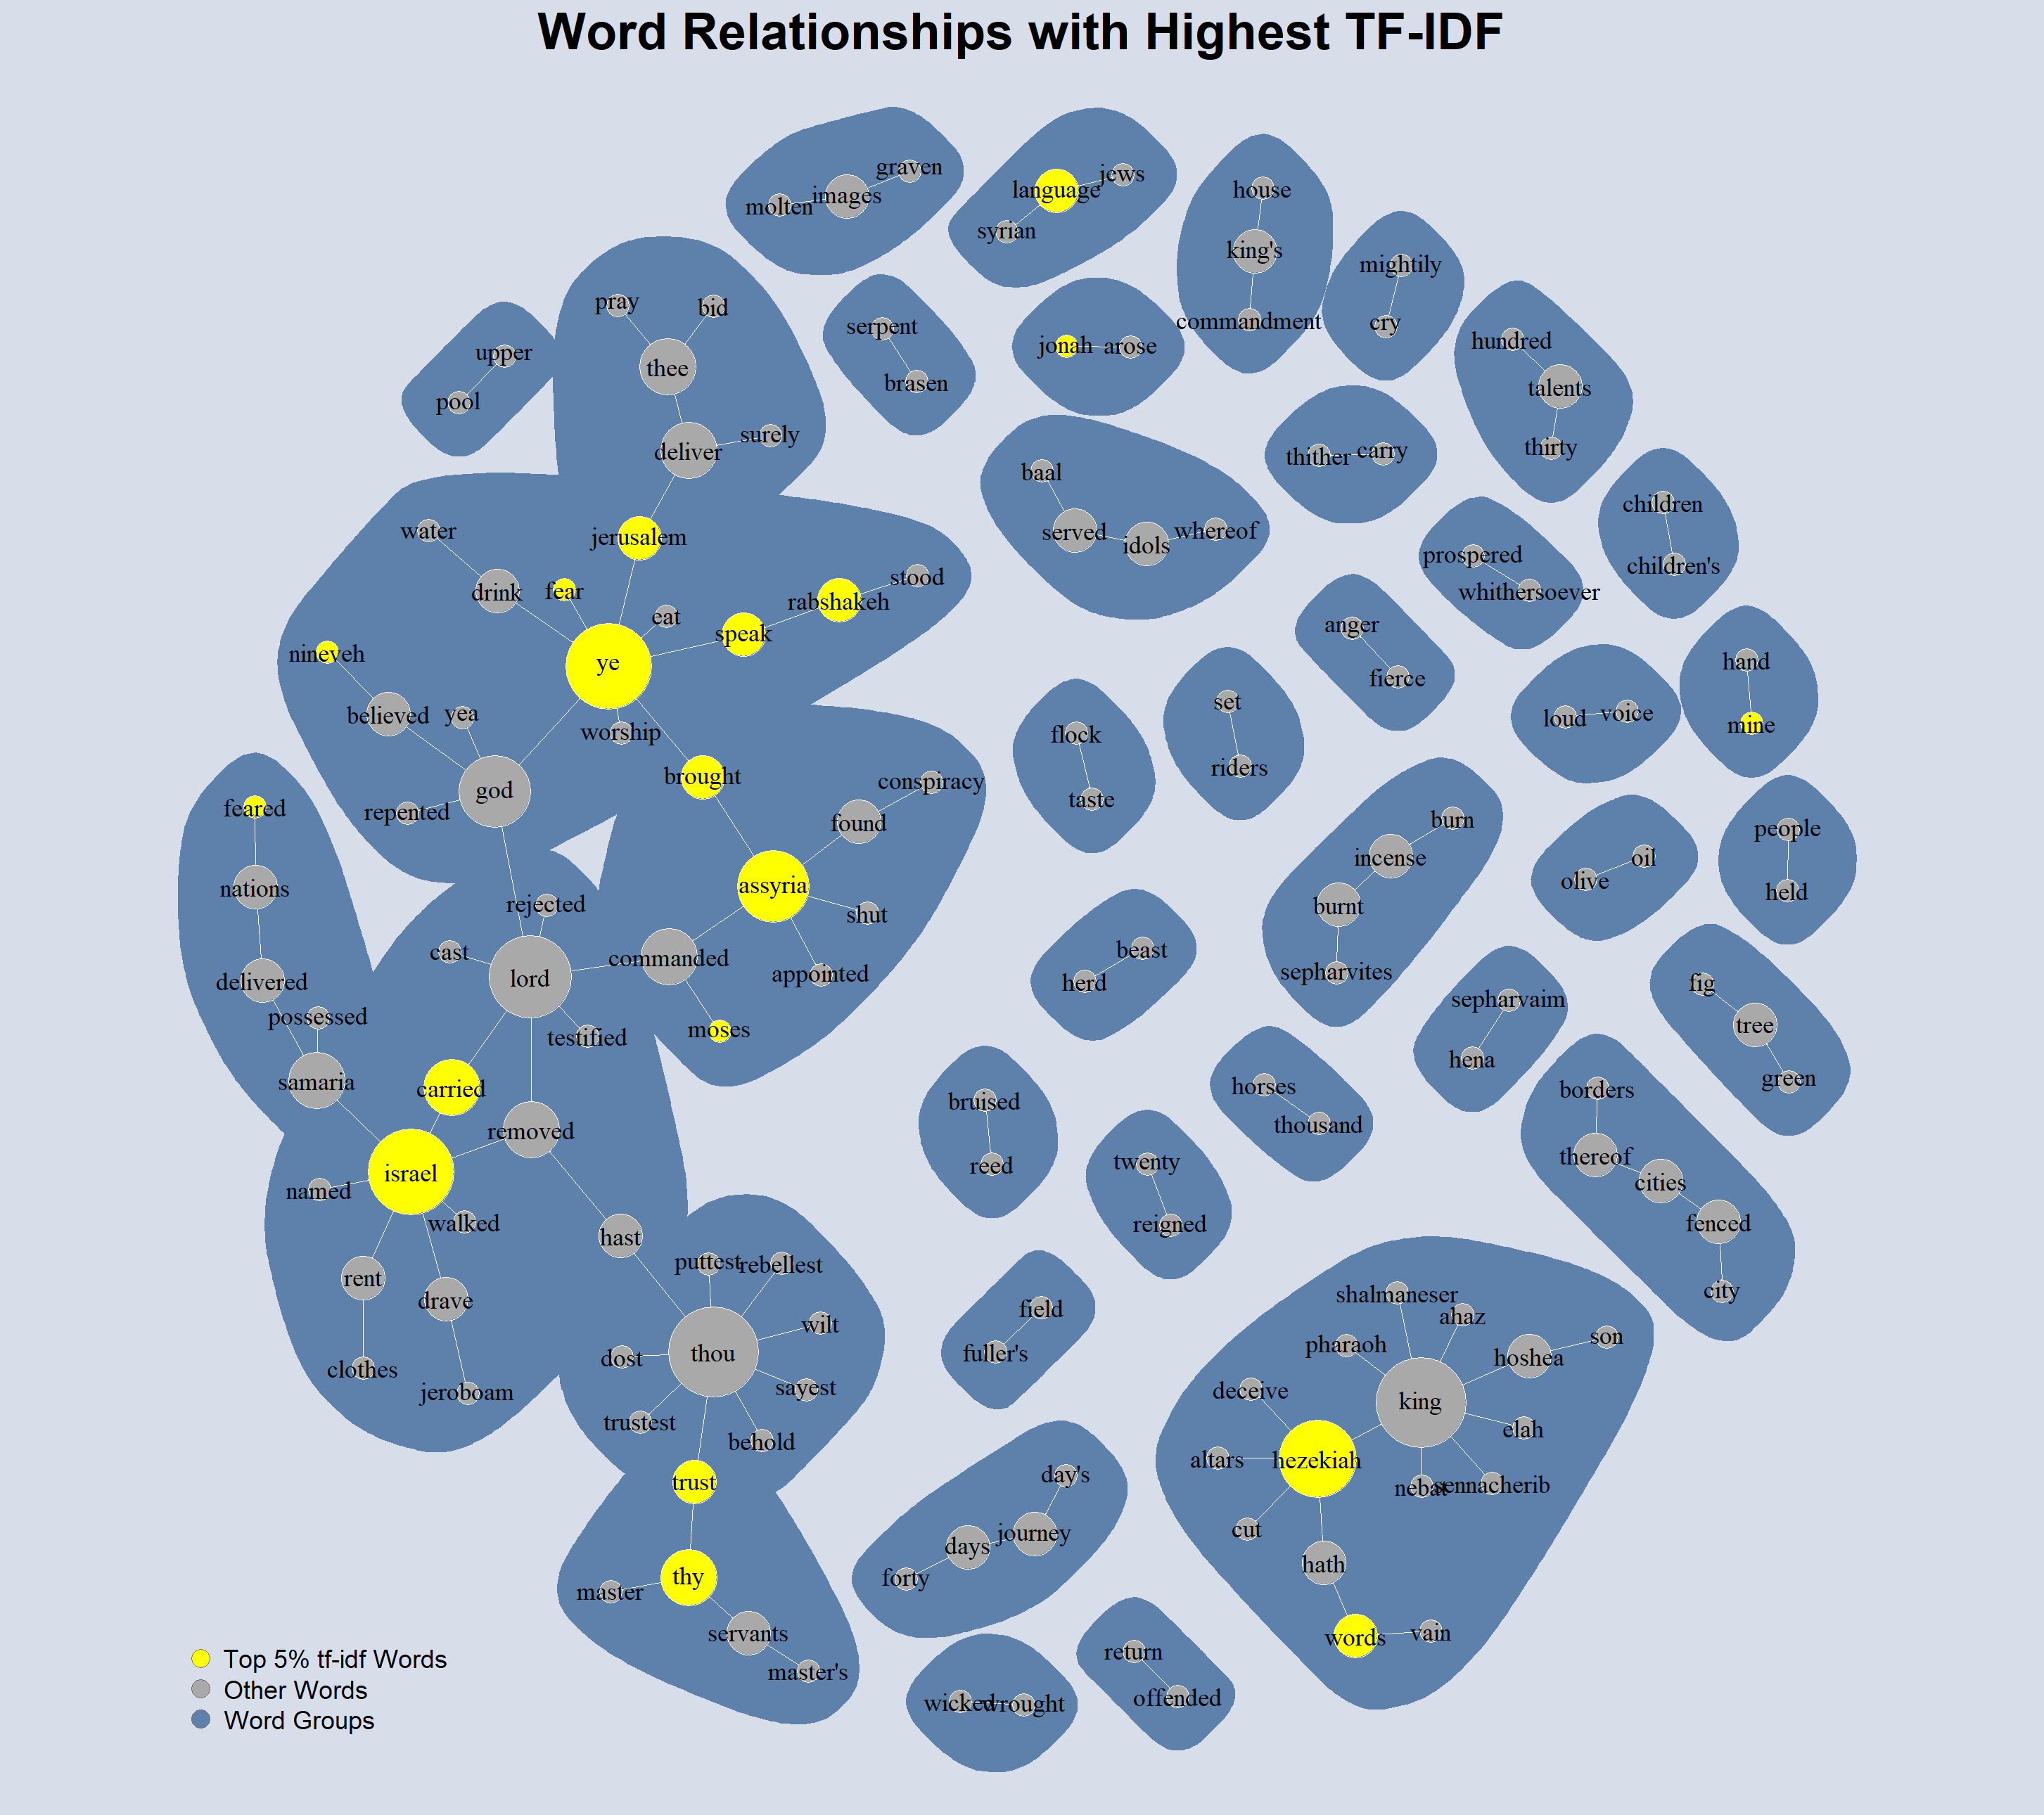 Word Relationships with Highest TF-IDF
graven
images
molten
jews
language
syrian
house
king's
commandment
mightily
cry
pray
bid
thee
surely
deliver
upper
pool
serpent
brasen
jonah arose
hundred
talents
thirty
baal
served
idols
whereof
thither carry
children
children's
prospered
whithersoever
water
jerusalem
drink
fear
eat
stood
rabshakeh
speak
ye
nineveh
believed
yea
worship
brought
god
repented
anger
fierce
hand
mine
loud voice
set
riders
flock
taste
conspiracy
found
assyria
shut
commanded
appointed
moses
feared
nations
delivered
possessed
samaria
rejected
cast
lord
testified
carried
removed
israel
named
walked
rent
drave
clothes
jeroboam
hast
burn
incense
burnt
sepharvites
oil
olive
people
held
beast
herd
sepharvaim
hena
fig
tree
green
borders
thereof
cities
fenced
city
horses
thousand
bruised
reed
twenty
reigned
puttest
rebellest
wilt
thou
dost
sayest
trustest
behold
trust
thy
master
servants
master's
field
fuller's
shalmaneser
ahaz
pharaoh
son
hoshea
king
deceive
elah
altars
hezekiah
nebat
sennacherib
cut
hath
words
vain
day's
journey
days
forty
return
offended
wicked
wrought
Top 5% tf-idf Words
Other Words
Word Groups